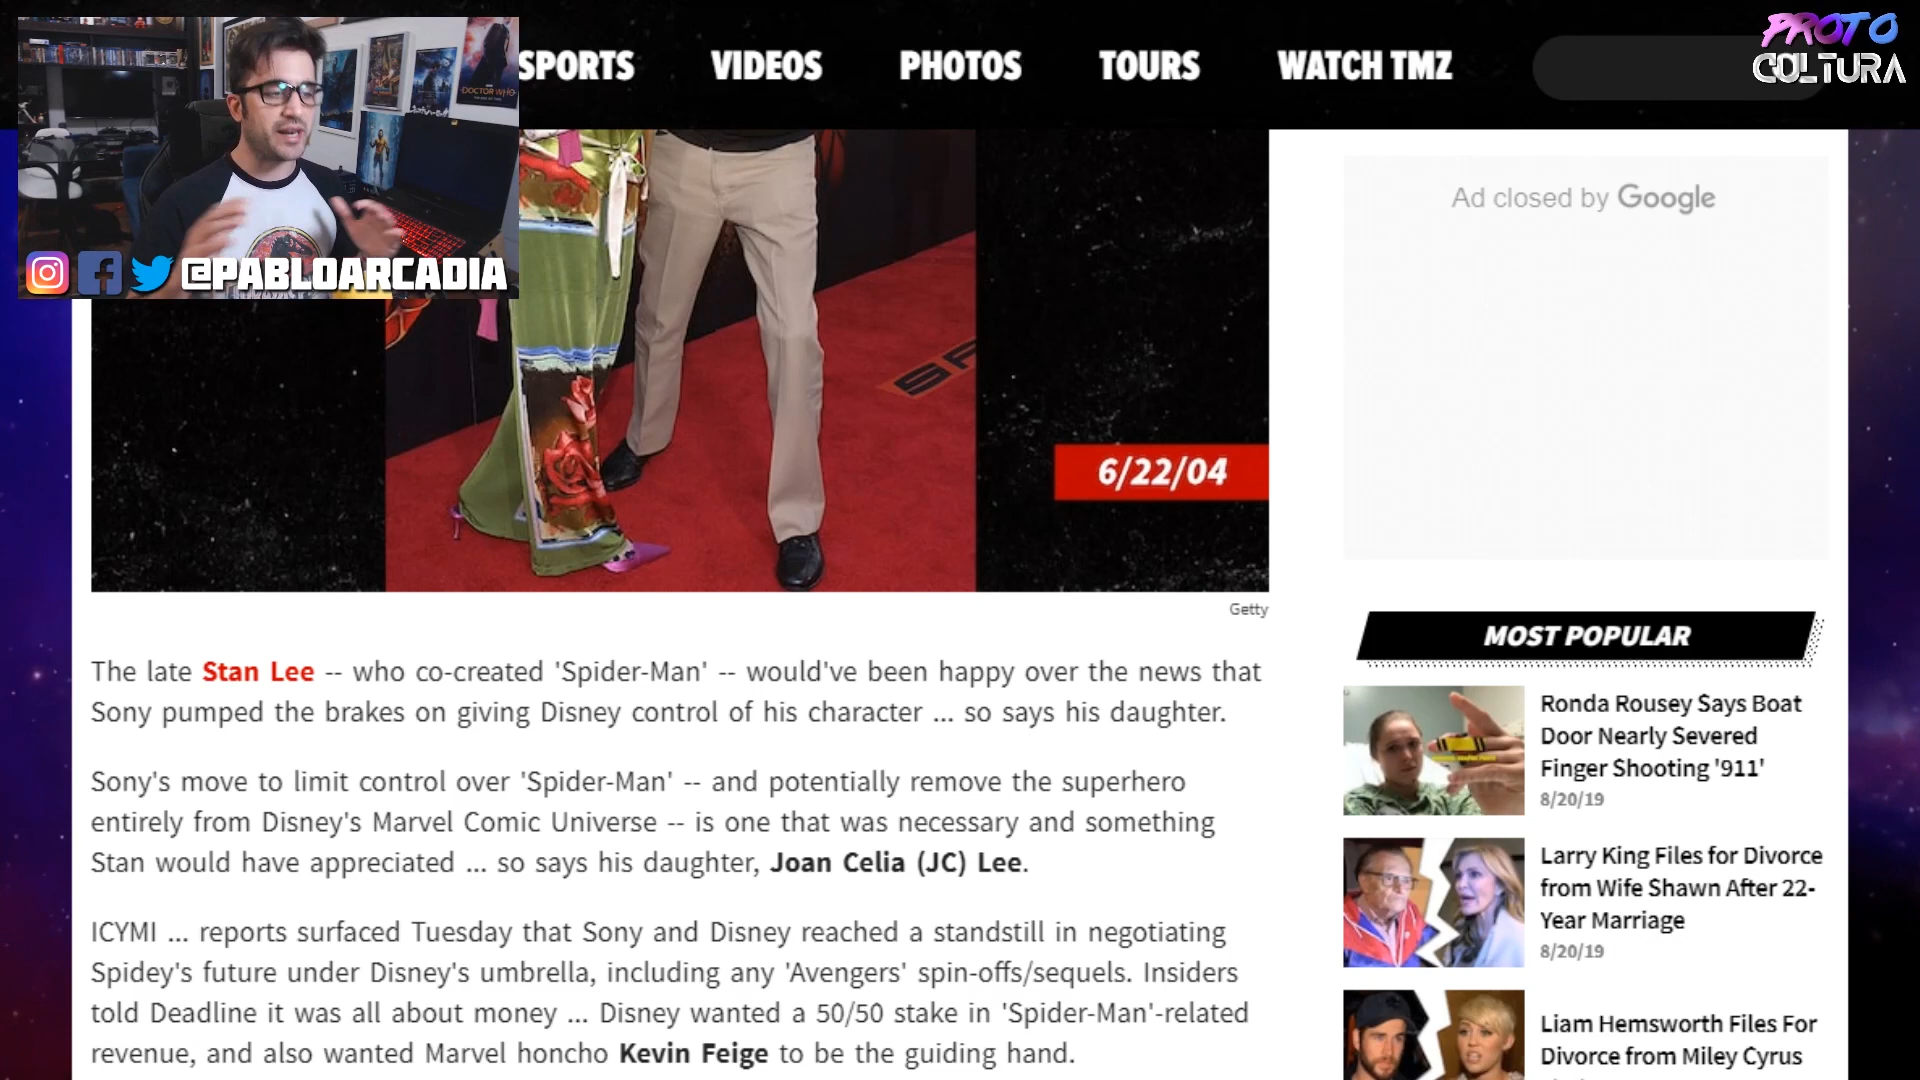 SPORTS
VIDEOS
PHOTOS
TOURS
WATCH TMZ
PROTO
CULTURA
DOCTOR WHO
@PABLOARCADIA
Ad closed by Google
6/22/04
Getty
The late Stan Lee -- who co-created 'Spider-Man' -- would've been happy over the news that
Sony pumped the brakes on giving Disney control of his character ... so says his daughter.
Sony's move to limit control over 'Spider-Man' -- and potentially remove the superhero
entirely from Disney's Marvel Comic Universe -- is one that was necessary and something
Stan would have appreciated ... so says his daughter, Joan Celia (JC) Lee.
ICYMI ... reports surfaced Tuesday that Sony and Disney reached a standstill in negotiating
Spidey's future under Disney's umbrella, including any 'Avengers' spin-offs/sequels. Insiders
told Deadline it was all about money ... Disney wanted a 50/50 stake in 'Spider-Man'-related
revenue, and also wanted Marvel honcho Kevin Feige to be the guiding hand.
MOST POPULAR
Ronda Rousey Says Boat
Door Nearly Severed
Finger Shooting '911'
8/20/19
Larry King Files for Divorce
from Wife Shawn After 22-
Year Marriage
8/20/19
Liam Hemsworth Files For
Divorce from Miley Cyrus